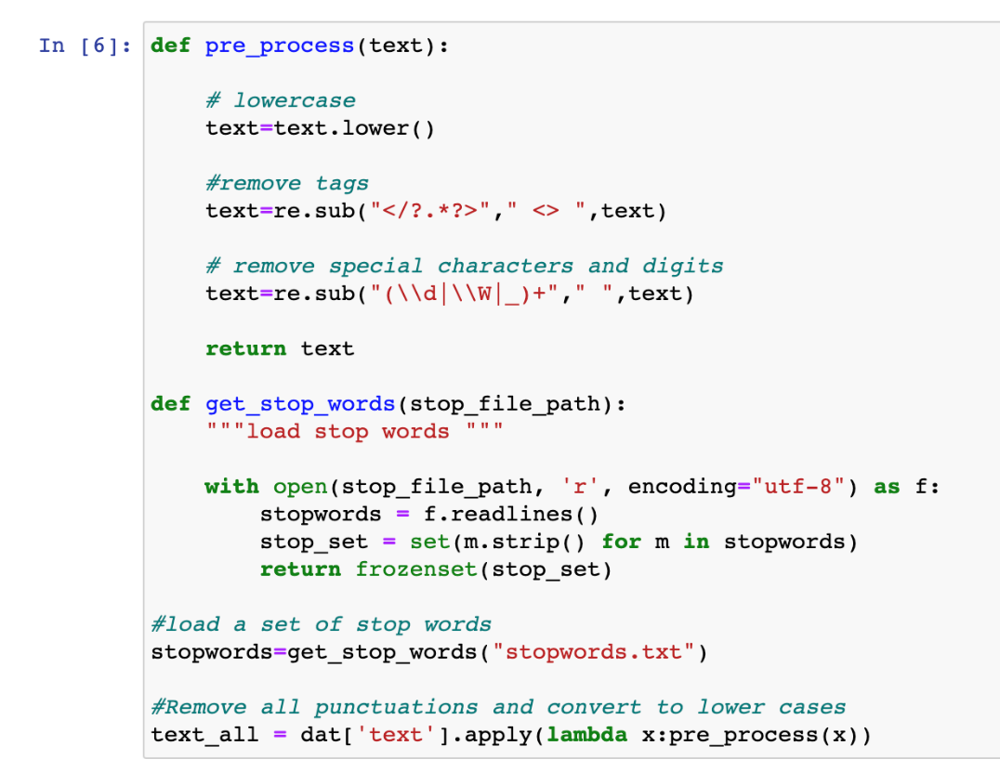 In [6]: def pre_process(text):
# lowercase
text=text.lower()
#remove tags
text=re.sub("</?.*?>"," <> ",text)
# remove special characters and digits
text=re.sub("(\\d|\\W|_)+"," ",text)
return text
def get_stop_words(stop_file_path):
"""load stop words """
with open(stop_file_path, 'r', encoding="utf-8") as f:
stopwords = f.readlines()
stop_set = set(m.strip() for m in stopwords)
return frozenset(stop_set)
#load a set of stop words
stopwords=get_stop_words("stopwords.txt")
#Remove all punctuations and convert to lower cases
text_all = dat['text'].apply(lambda x:pre_process(x))